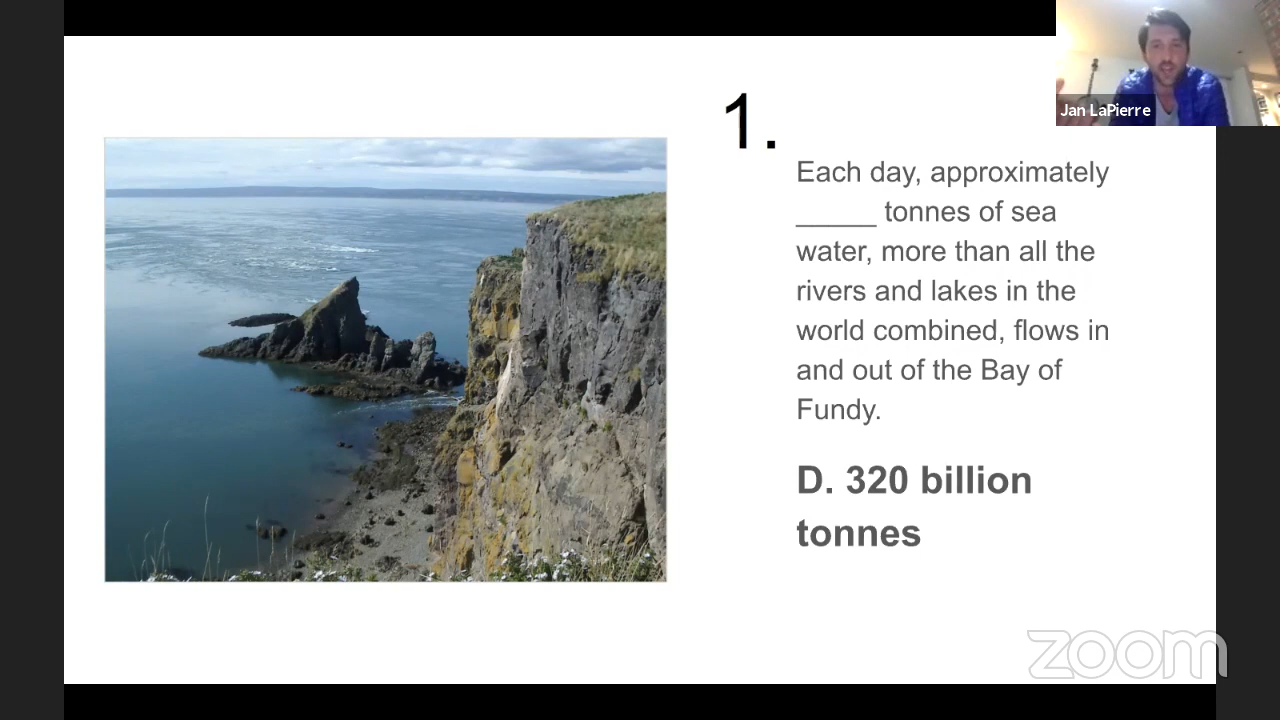 Jan LaPierre
1.
Each day, approximately
_____ tonnes of sea
water, more than all the
rivers and lakes in the
world combined, flows in
and out of the Bay of
Fundy.
D. 320 billion
tonnes
zoom